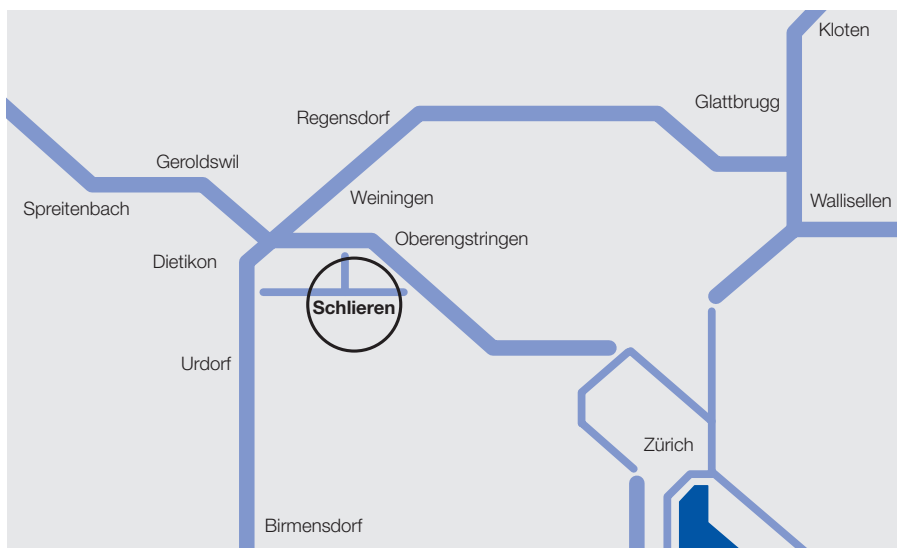 Kloten
Glattbrugg
Regensdorf
Geroldswil
Weiningen
Wallisellen
Spreitenbach
Oberengstringen
Dietikon
Schlieren
Urdorf
Zürich
Birmensdorf